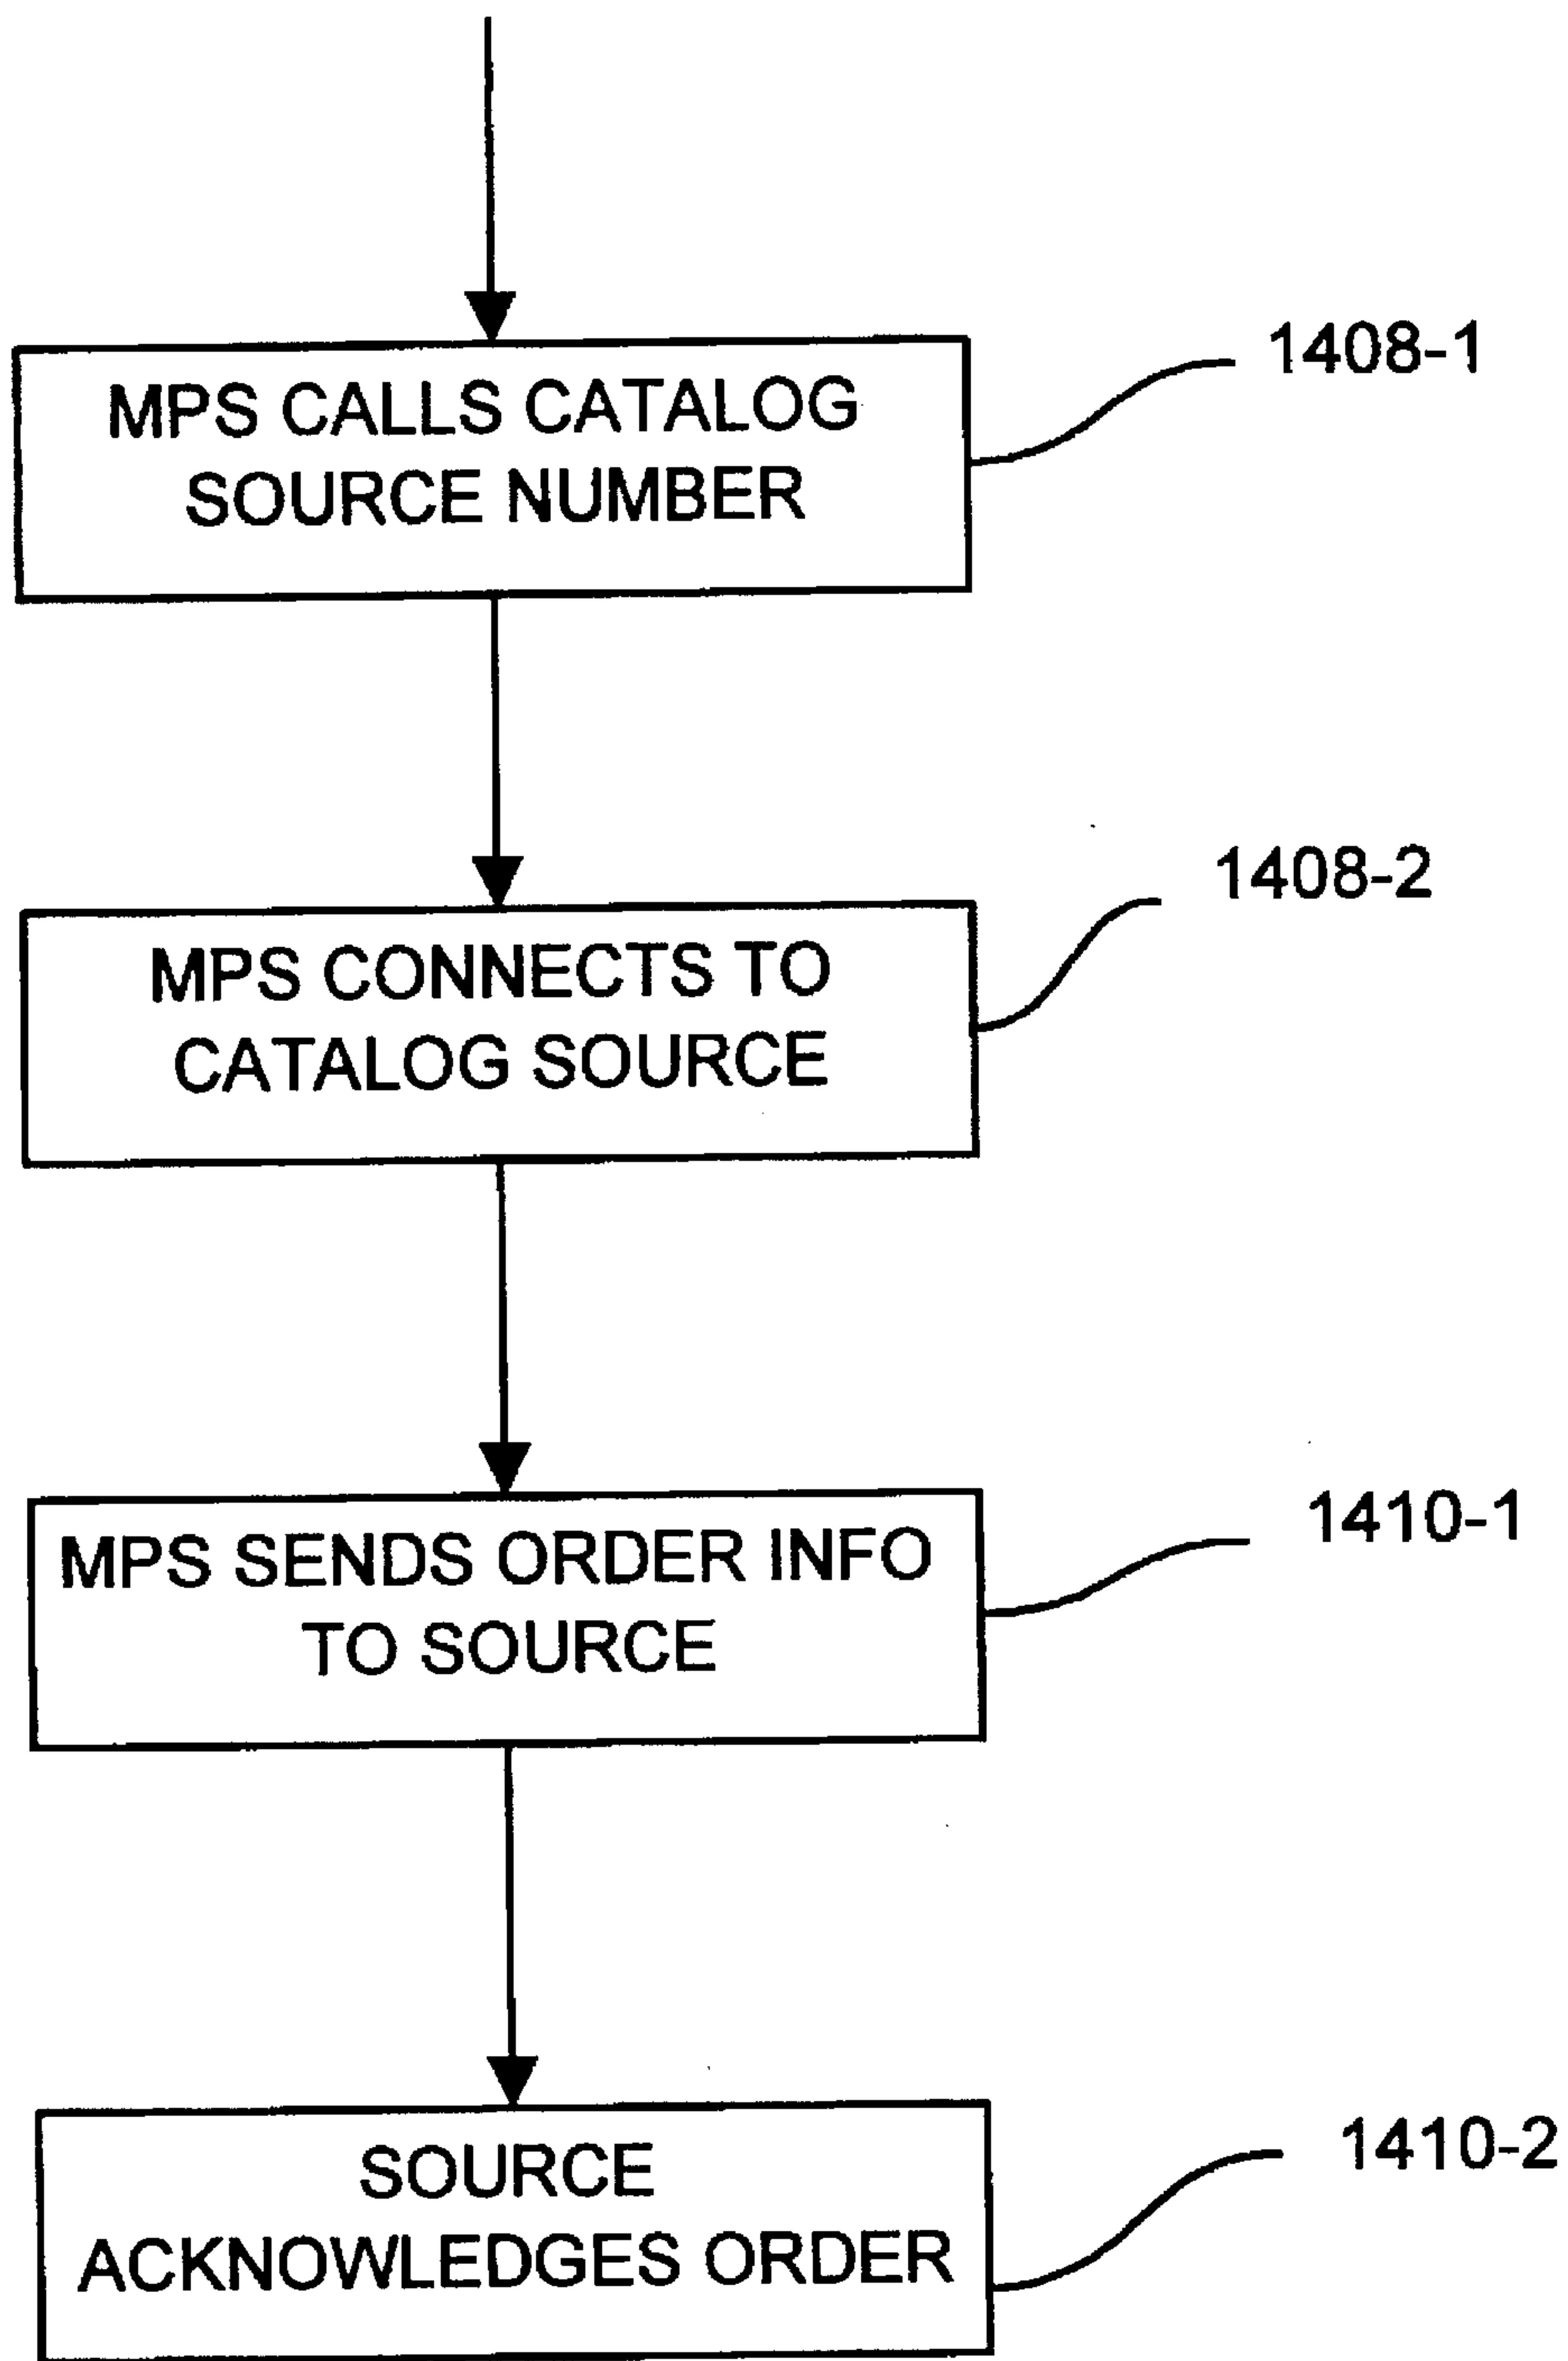 MPS CALLS CATALOG
SOURCE NUMBER
1408-1
MPS CONNECTS TO
CATALOG SOURCE
1408-2
MPS SENDS ORDER INFO
TO SOURCE
1410-1
SOURCE
ACKNOWLEDGES ORDER
1410-2